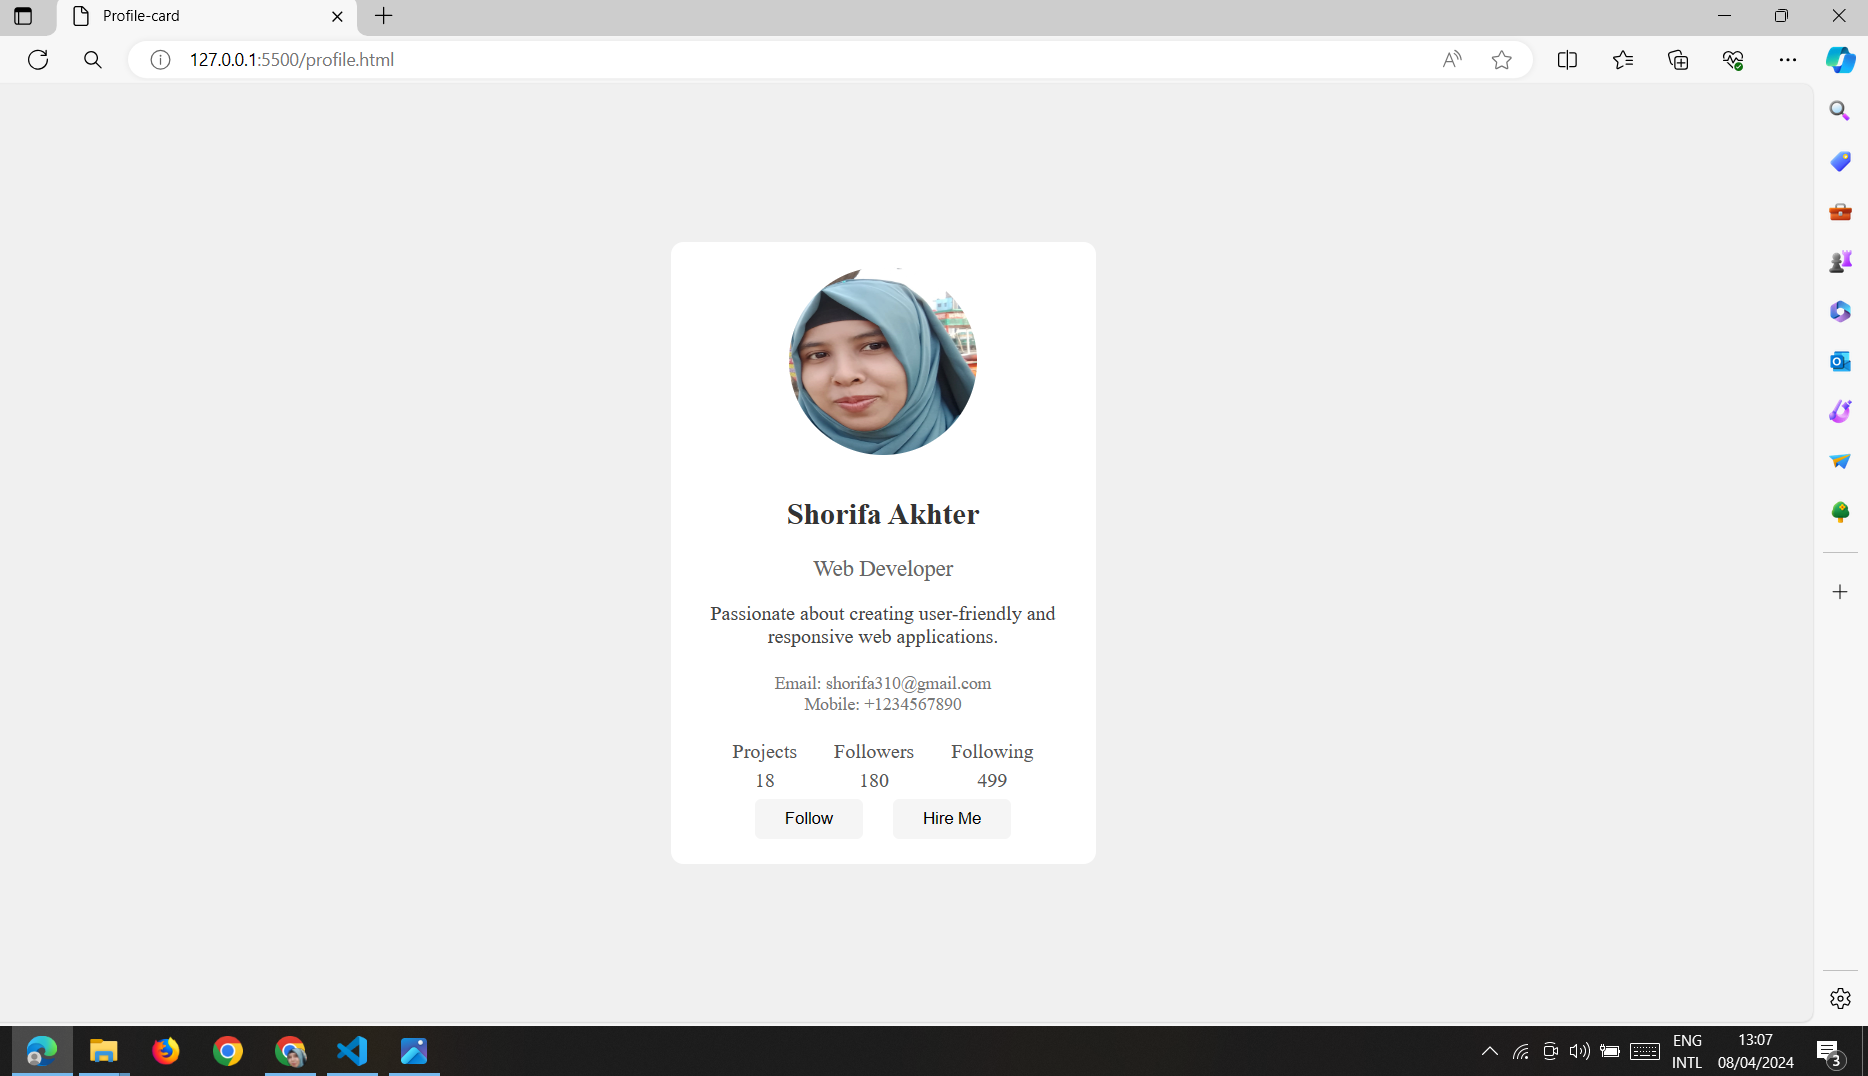 Profile-card
127.0.0.1:5500/profile.html
Shorifa Akhter
Web Developer
Passionate about creating user-friendly and
responsive web applications.
Email: shorifa310@gmail.com
Mobile: +1234567890
Projects Followers Following
18 180 499
Follow Hire Me
ENG 13:07
INTL 08/04/2024
3